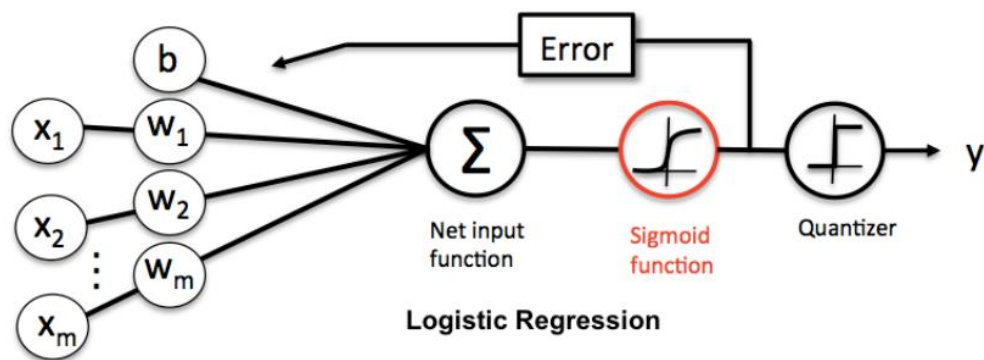 b
Error
x1
w1
Σ
y
x2
w2
Net input
function
Sigmoid
function
Quantizer
⋮
wm
xm
Logistic Regression